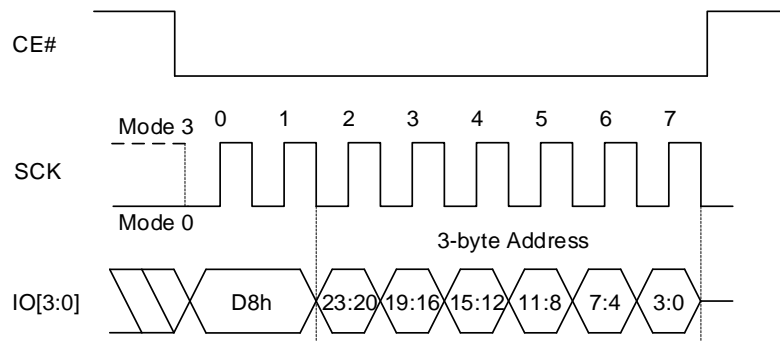 CE#
Mode 3 0 1 2 3 4 5 6 7
SCK
Mode 0
3-byte Address
IO[3:0] D8h 23:20 19:16 15:12 11:8 7:4 3:0